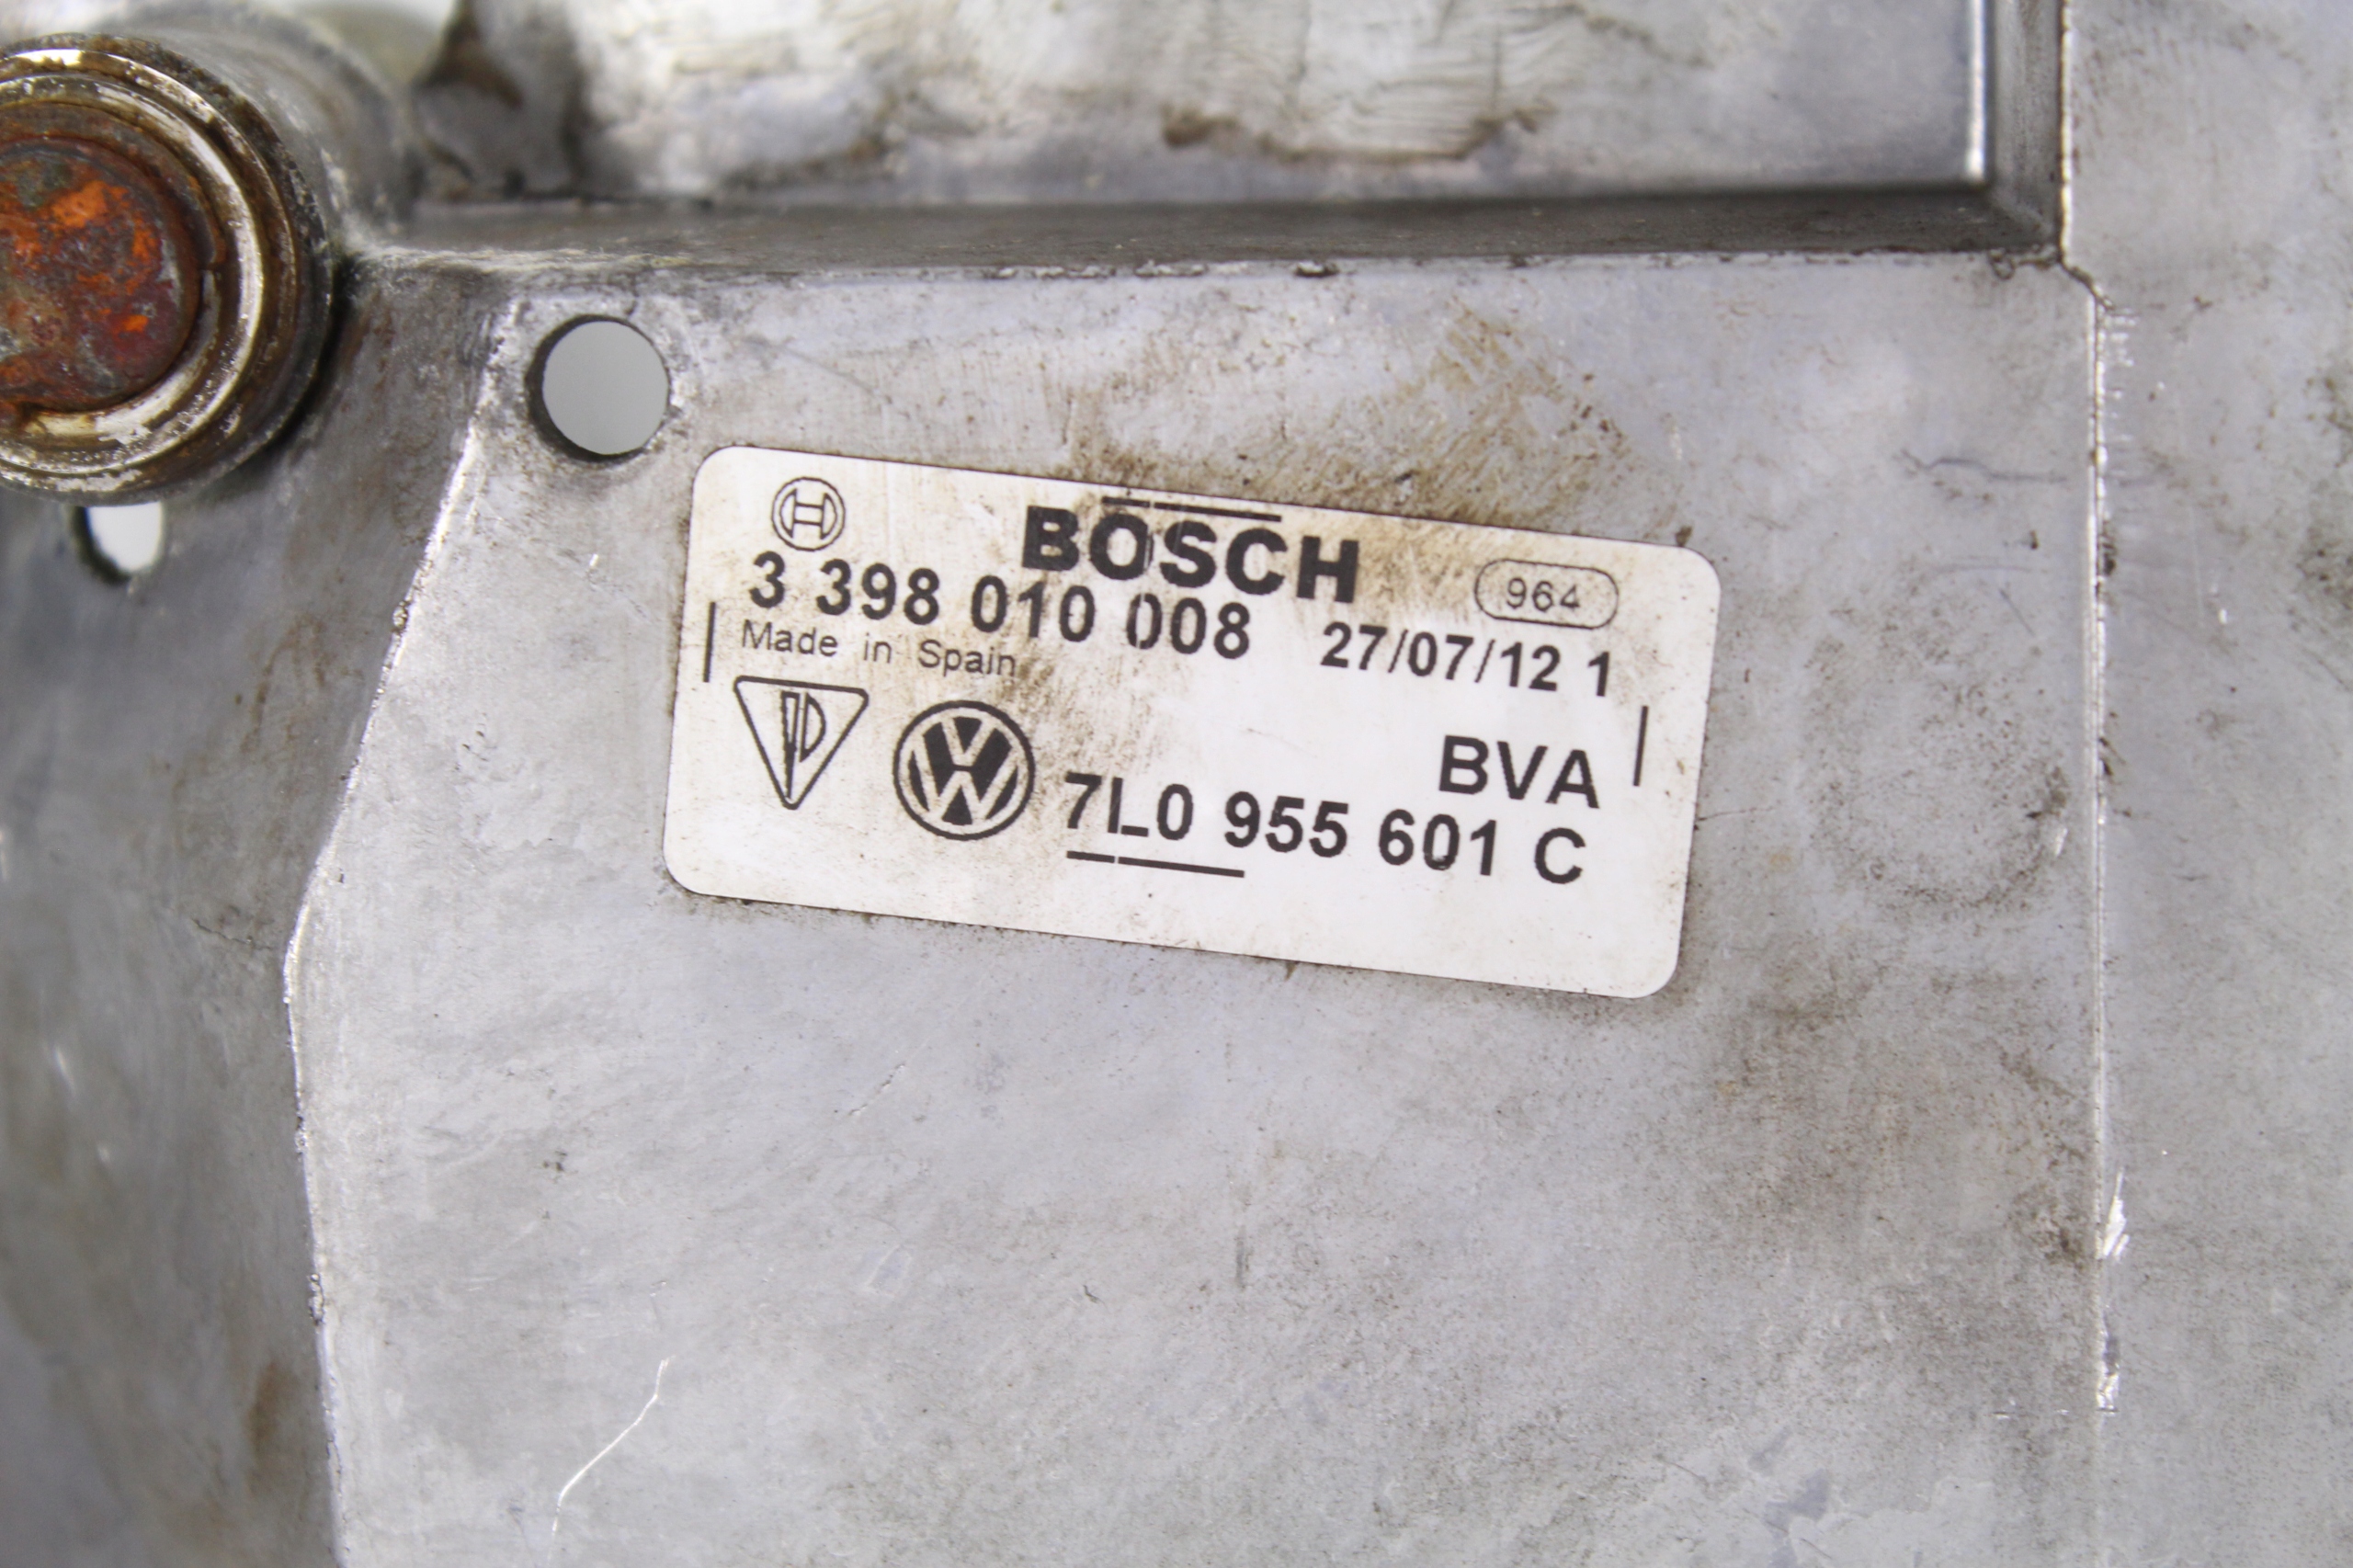 BOSCH
964
3 398 010 008 27/07/12 1
Made in Spain
BVA
7L0 955 601 C